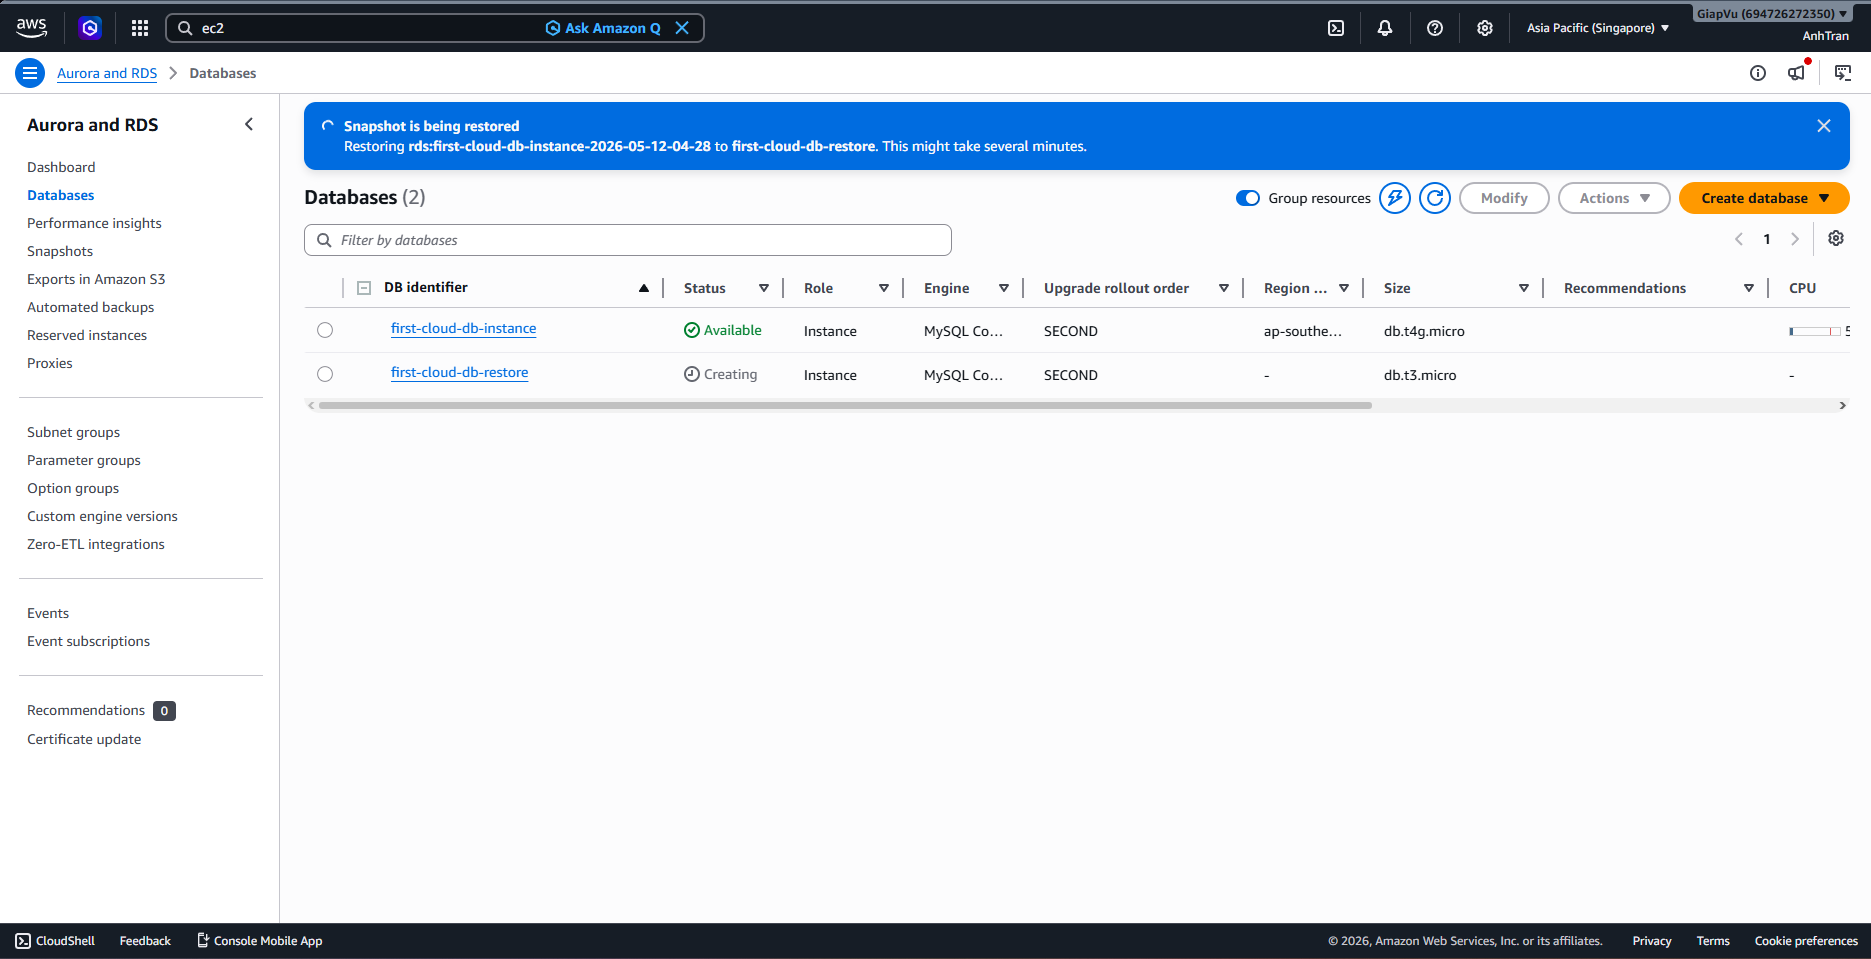 aws
ec2
Ask Amazon Q
Asia Pacific (Singapore)
GiapVu (694726272350)
AnhTran
Aurora and RDS
Databases
Aurora and RDS
Dashboard
Databases
Performance insights
Snapshots
Exports in Amazon S3
Automated backups
Reserved instances
Proxies
Subnet groups
Parameter groups
Option groups
Custom engine versions
Zero-ETL integrations
Events
Event subscriptions
Recommendations 0
Certificate update
Snapshot is being restored
Restoring rds:first-cloud-db-instance-2026-05-12-04-28 to first-cloud-db-restore. This might take several minutes.
Databases (2)
Group resources
Modify
Actions
Create database
Filter by databases
1
DB identifier Status Role Engine Upgrade rollout order Region ... Size Recommendations CPU
first-cloud-db-instance Available Instance MySQL Co... SECOND ap-southe... db.t4g.micro 5
first-cloud-db-restore Creating Instance MySQL Co... SECOND - db.t3.micro -
CloudShell Feedback Console Mobile App © 2026, Amazon Web Services, Inc. or its affiliates. Privacy Terms Cookie preferences